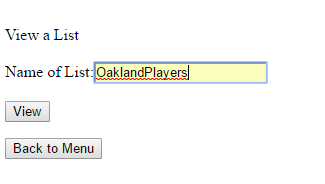 View a List
Name of List:OaklandPlayers
View
Back to Menu